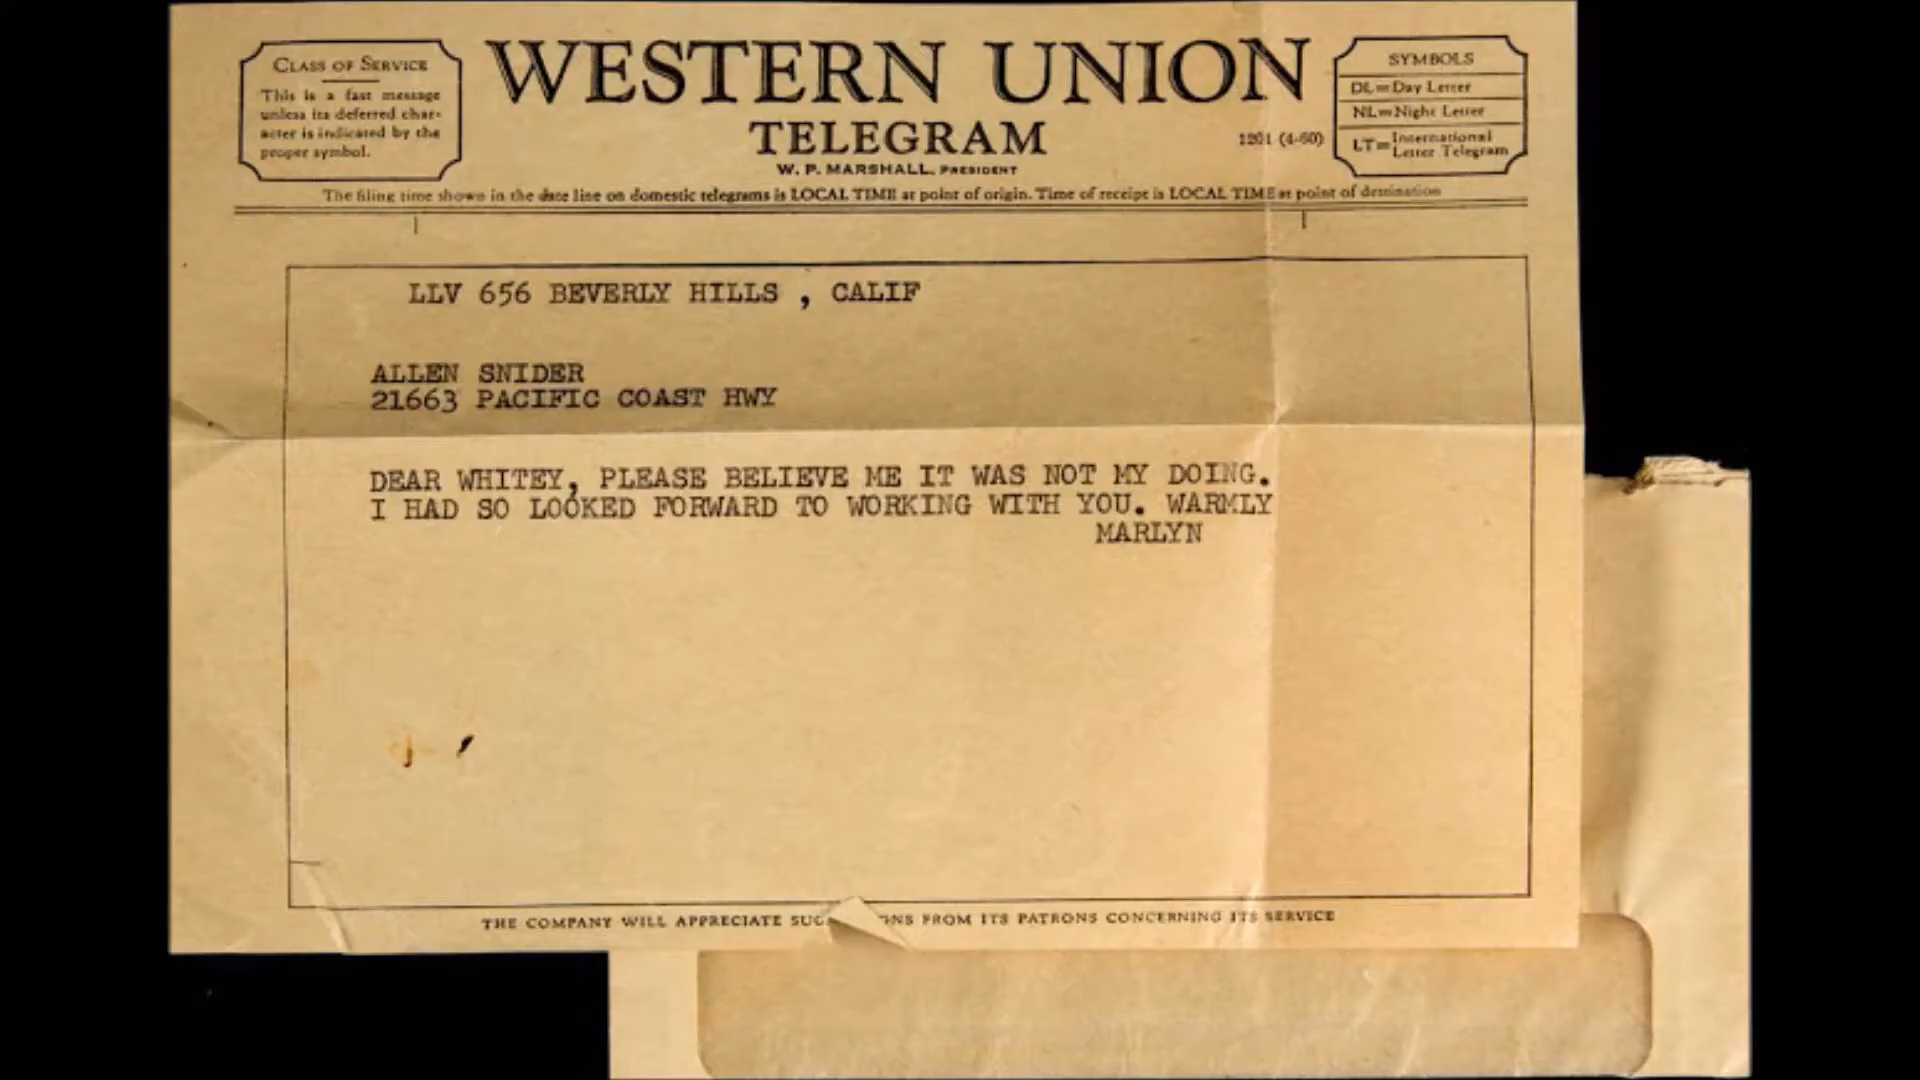 CLASS OF SERVICE
This is a fast message
unless its deferred char-
acter is indicated by the
proper symbol.
WESTERN UNION
TELEGRAM
W. P. MARSHALL, PRESIDENT
1201 (4-60)
SYMBOLS
DL=Day Letter
NL=Night Letter
LT=International
Letter Telegram
The filing time shown in the date line on domestic telegrams is LOCAL TIME at point of origin. Time of receipt is LOCAL TIME at point of destination
LLV 656 BEVERLY HILLS , CALIF
ALLEN SNIDER
21663 PACIFIC COAST HWY
DEAR WHITEY, PLEASE BELIEVE ME IT WAS NOT MY DOING.
I HAD SO LOOKED FORWARD TO WORKING WITH YOU. WARMLY
MARLYN
THE COMPANY WILL APPRECIATE FROM ITS PATRONS CONCERNING ITS SERVICE